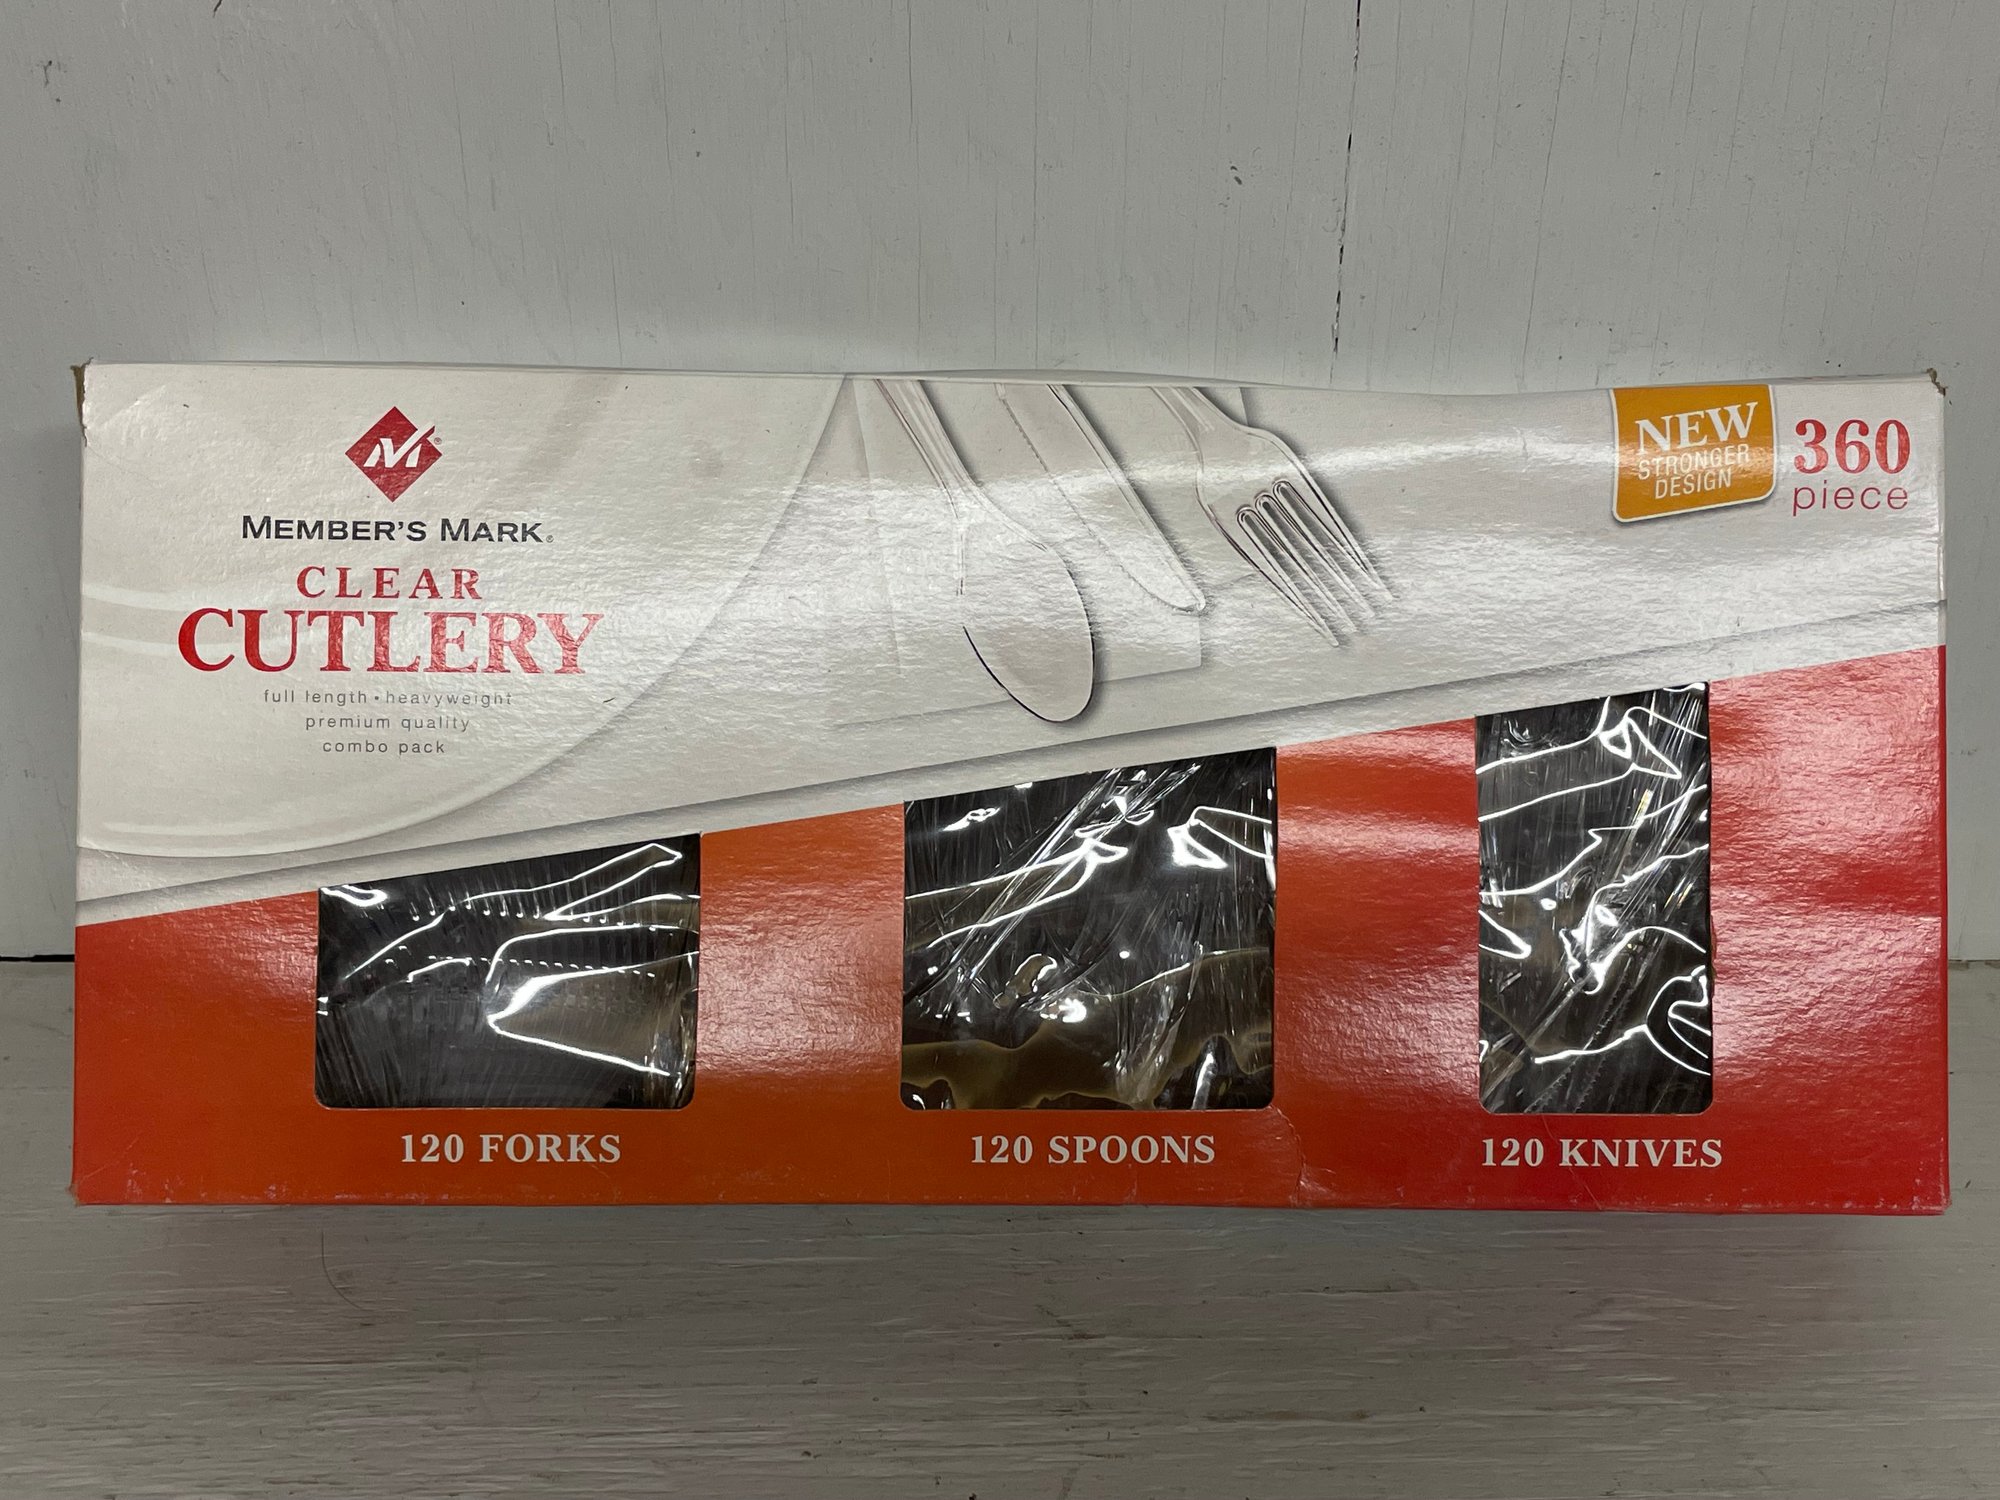 MEMBER'S MARK®
CLEAR
CUTLERY
full length • heavyweight
premium quality
combo pack
NEW
STRONGER
DESIGN
360
piece
120 FORKS
120 SPOONS
120 KNIVES